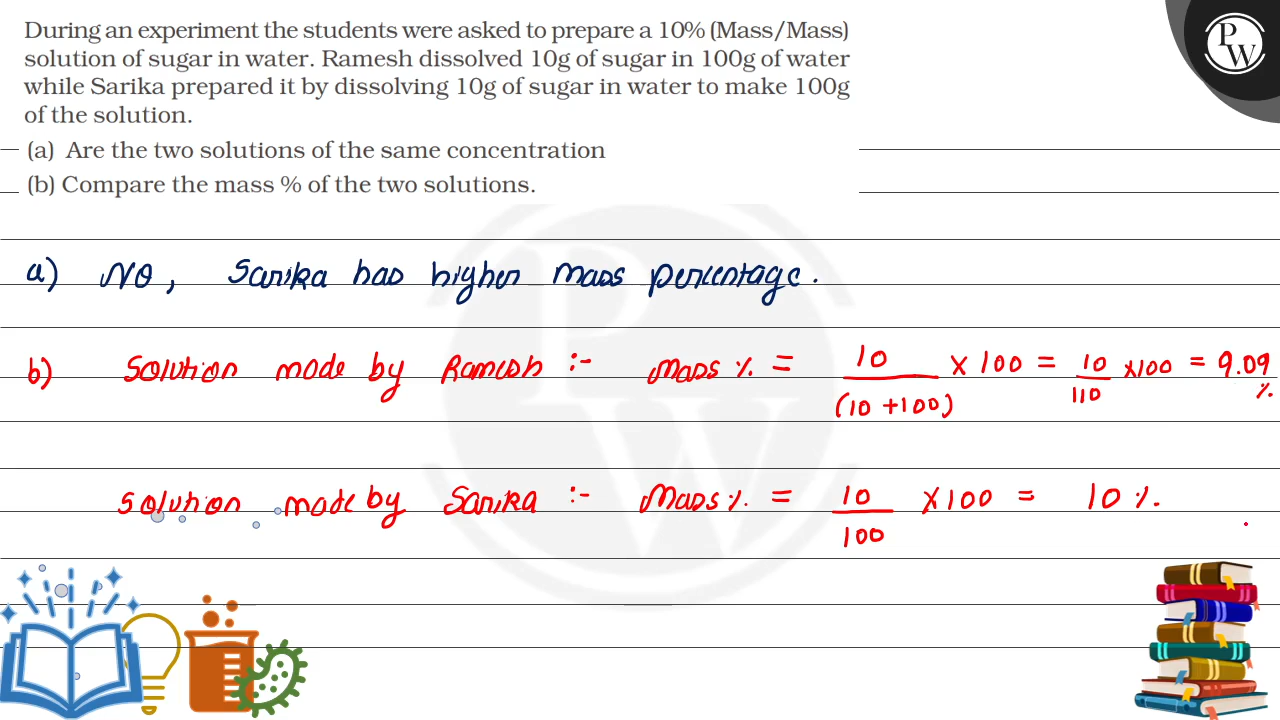 During an experiment the students were asked to prepare a 10% (Mass/Mass)
solution of sugar in water. Ramesh dissolved 10g of sugar in 100g of water
while Sarika prepared it by dissolving 10g of sugar in water to make 100g
of the solution.
(a) Are the two solutions of the same concentration
(b) Compare the mass % of the two solutions.
PW
a) NO, Sarika has higher mass percentage.
b) Solution made by Ramesh :- Mass % = 10/(10+100) × 100 = 10/110 × 100 = 9.09 %.
Solution made by Sarika :- Mass % = 10/100 × 100 = 10 %.
PW